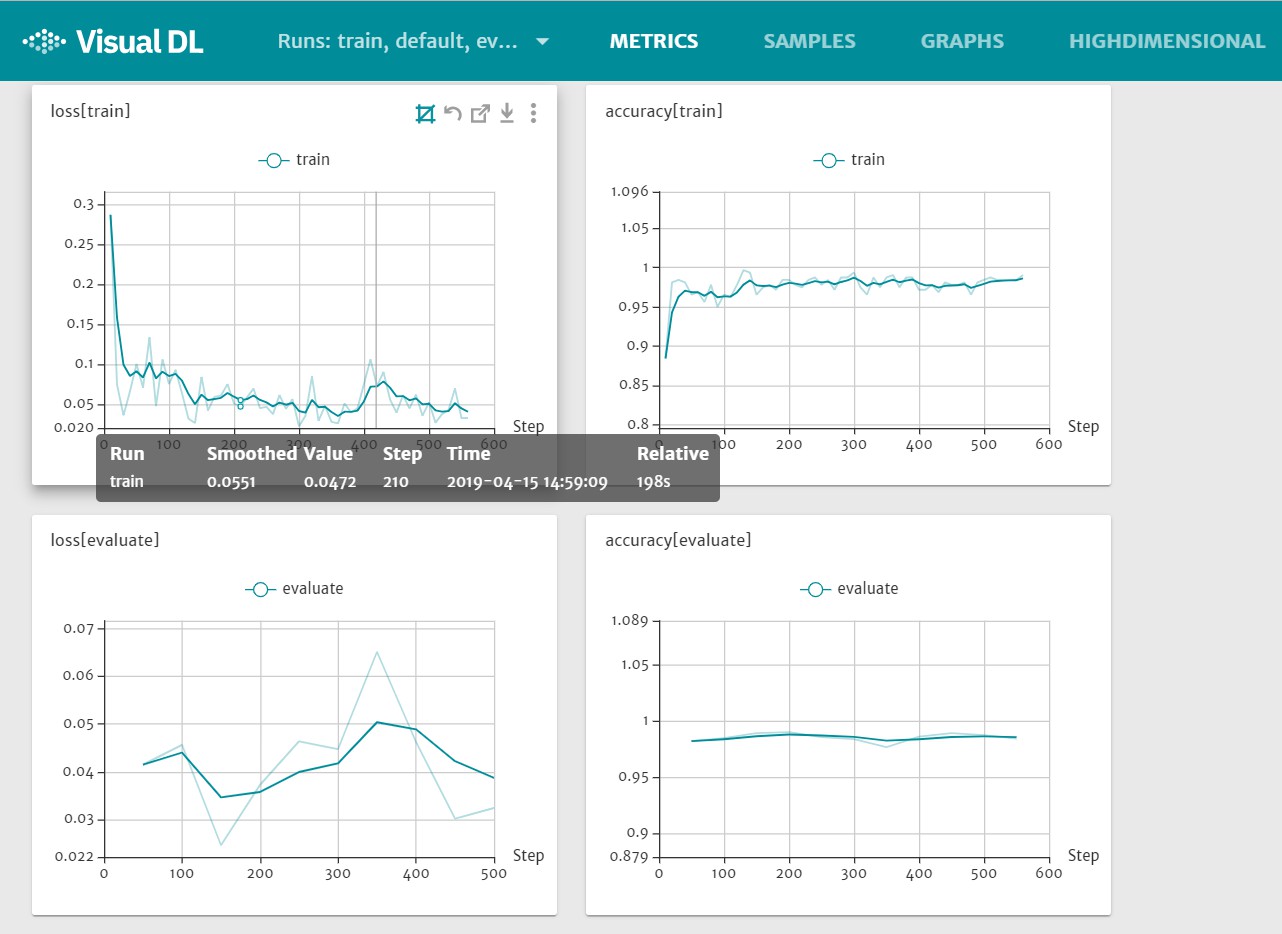 Visual DL
Runs: train, default, ev...
METRICS
SAMPLES
GRAPHS
HIGHDIMENSIONAL
loss[train]
train
0.3
0.25
0.2
0.15
0.1
0.05
0.020
0 100 200 300 400 500 600
Step
accuracy[train]
train
1.096
1.05
1
0.95
0.9
0.85
0.8
0 100 200 300 400 500 600
Step
Run Smoothed Value Step Time Relative
train 0.0551 0.0472 210 2019-04-15 14:59:09 198s
loss[evaluate]
evaluate
0.07
0.06
0.05
0.04
0.03
0.022
0 100 200 300 400 500
Step
accuracy[evaluate]
evaluate
1.089
1.05
1
0.95
0.9
0.879
0 100 200 300 400 500 600
Step